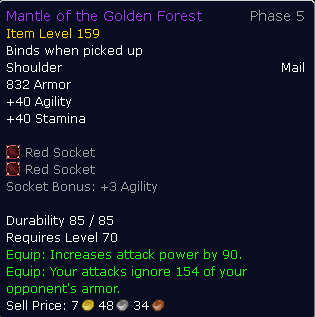 Mantle of the Golden Forest Phase 5
Item Level 159
Binds when picked up
Shoulder Mail
832 Armor
+40 Agility
+40 Stamina
Red Socket
Red Socket
Socket Bonus: +3 Agility
Durability 85 / 85
Requires Level 70
Equip: Increases attack power by 90.
Equip: Your attacks ignore 154 of your
opponent's armor.
Sell Price: 7 48 34